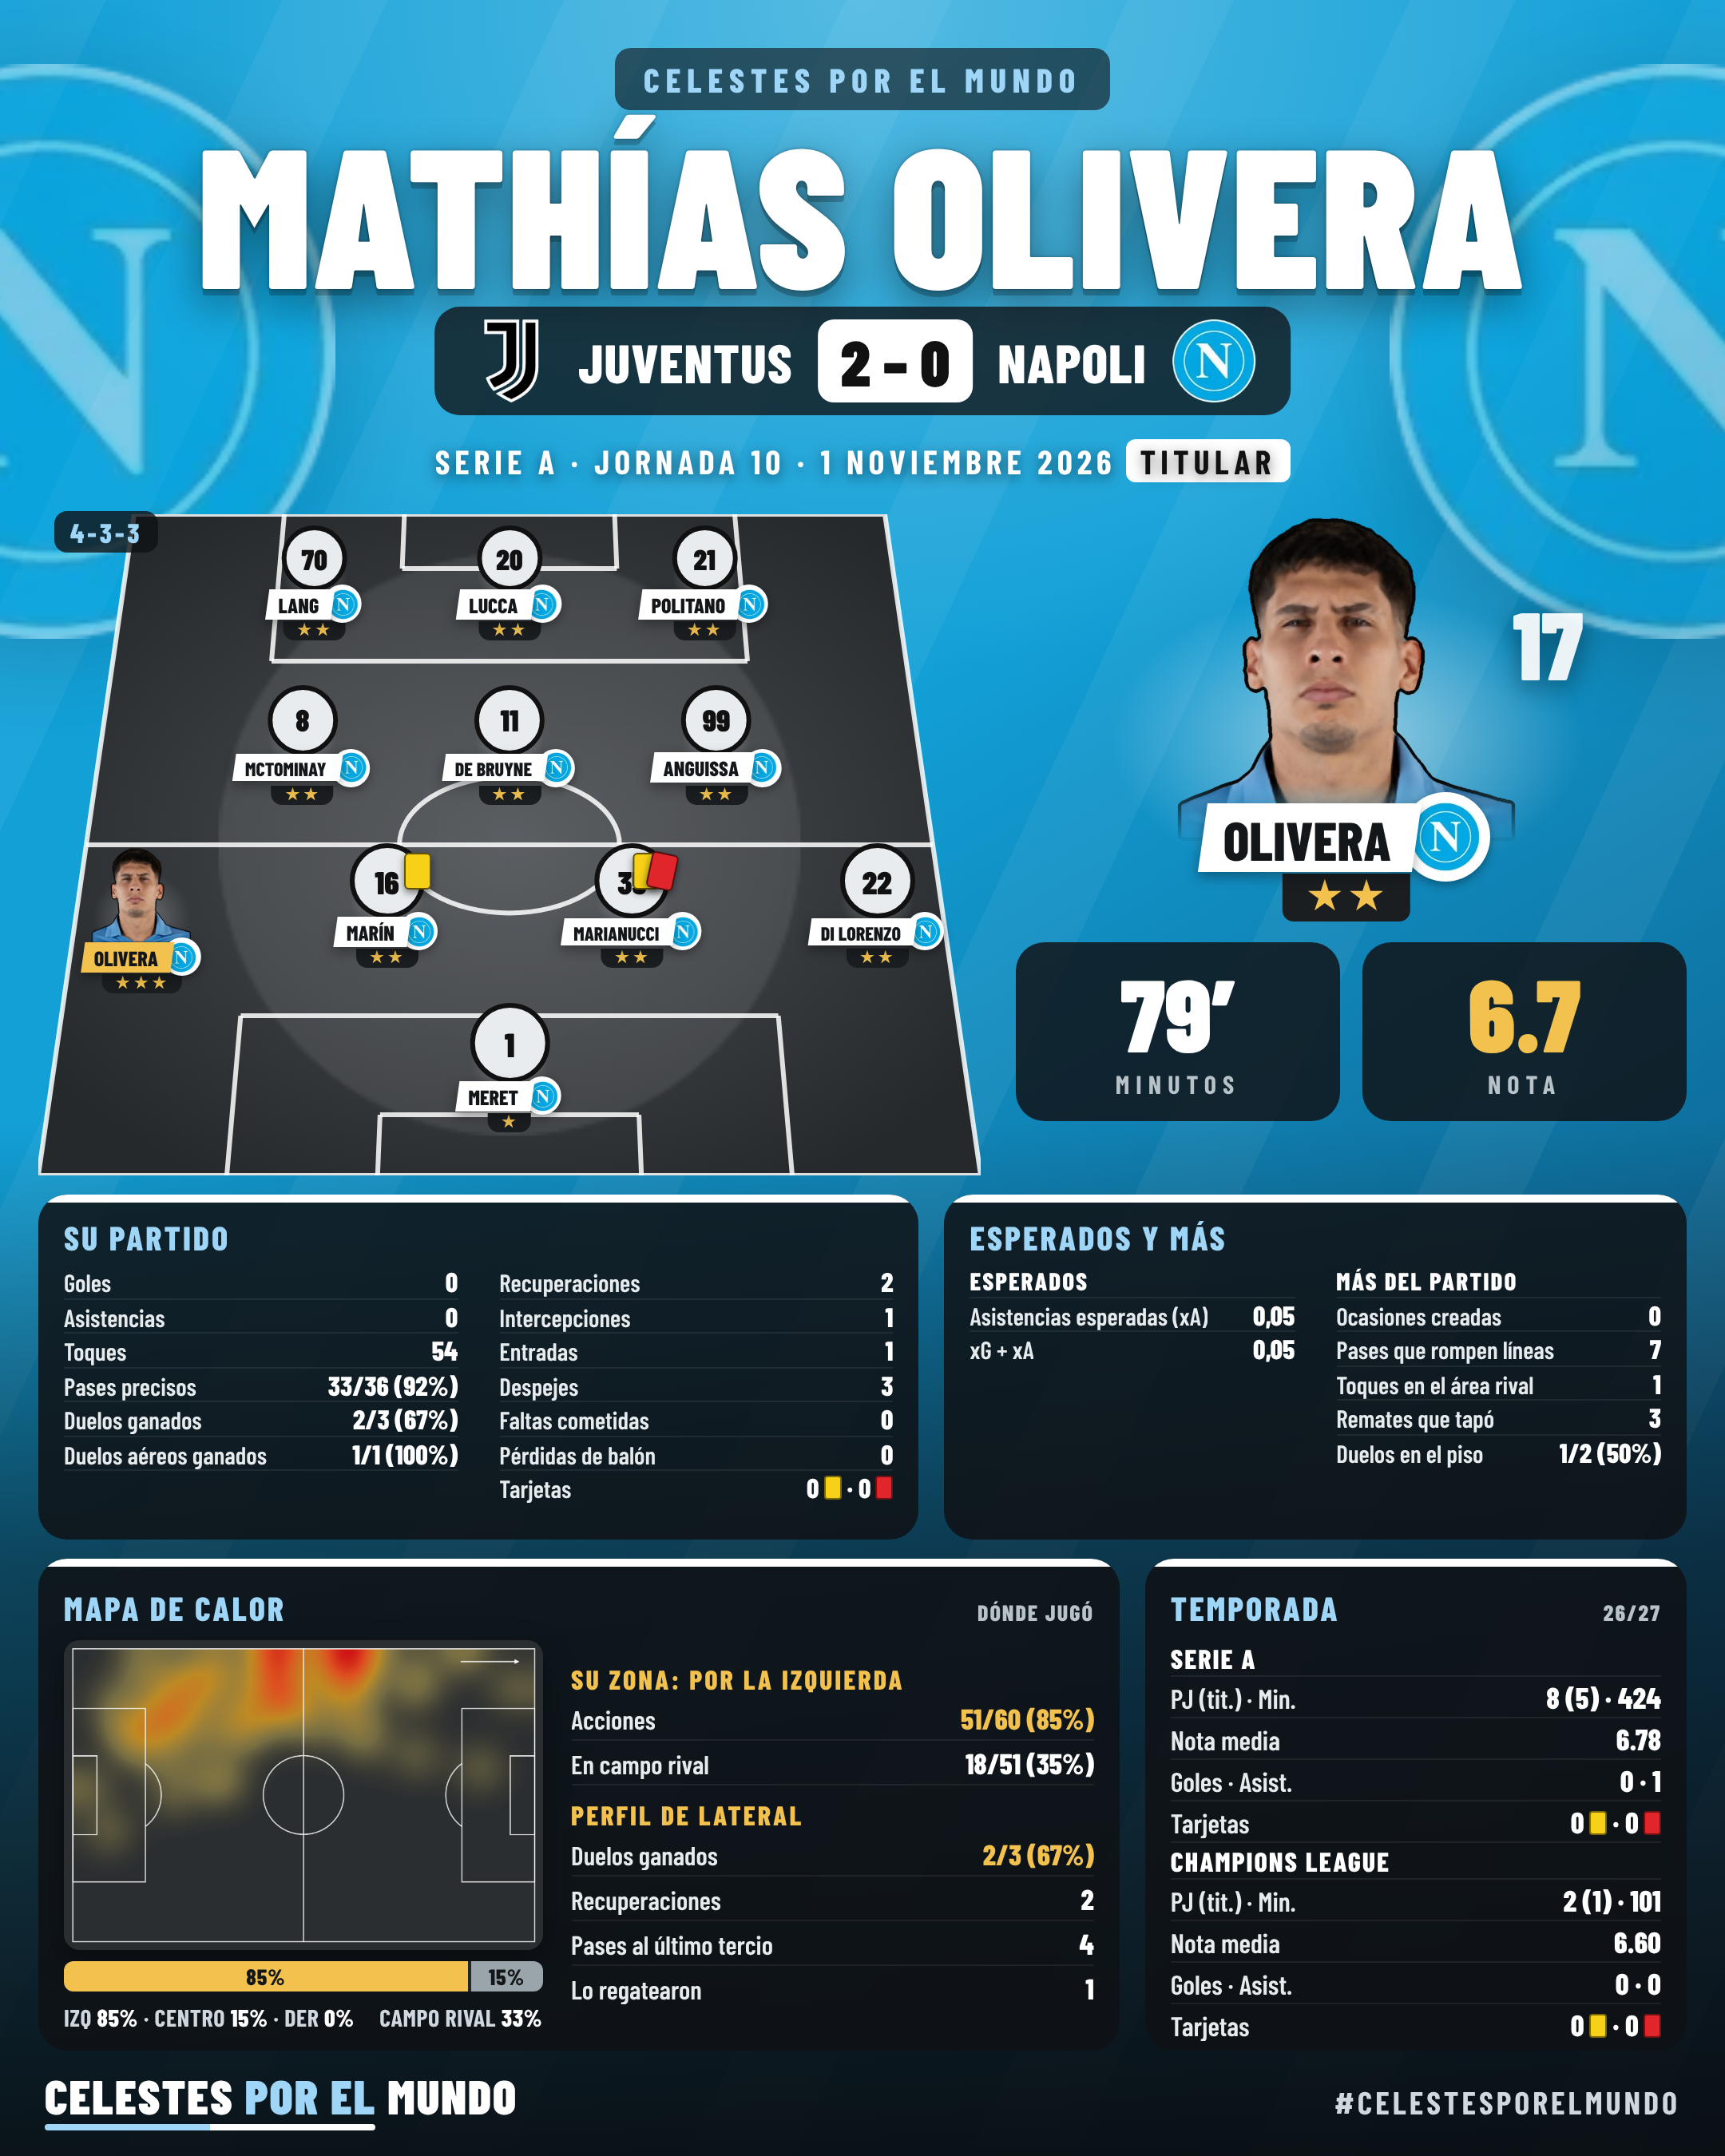 CELESTES POR EL MUNDO
MATHÍAS OLIVERA
JUVENTUS 2 - 0 NAPOLI N
SERIE A · JORNADA 10 · 1 NOVIEMBRE 2026 TITULAR
4-3-3
70 20 21
LANG N LUCCA N POLITANO N
8 11 99
MCTOMINAY N DE BRUYNE N ANGUISSA N
16 22
MARÍN N MARIANUCCI N DI LORENZO N
OLIVERA N
1
MERET N
17
OLIVERA N
79'
MINUTOS
6.7
NOTA
SU PARTIDO
Goles 0
Asistencias 0
Toques 54
Pases precisos 33/36 (92%)
Duelos ganados 2/3 (67%)
Duelos aéreos ganados 1/1 (100%)
Recuperaciones 2
Intercepciones 1
Entradas 1
Despejes 3
Faltas cometidas 0
Pérdidas de balón 0
Tarjetas 0 · 0
ESPERADOS Y MÁS
ESPERADOS
Asistencias esperadas (xA) 0,05
xG + xA 0,05
MÁS DEL PARTIDO
Ocasiones creadas 0
Pases que rompen líneas 7
Toques en el área rival 1
Remates que tapó 3
Duelos en el piso 1/2 (50%)
MAPA DE CALOR DÓNDE JUGÓ
85% 15%
IZQ 85% · CENTRO 15% · DER 0% CAMPO RIVAL 33%
SU ZONA: POR LA IZQUIERDA
Acciones 51/60 (85%)
En campo rival 18/51 (35%)
PERFIL DE LATERAL
Duelos ganados 2/3 (67%)
Recuperaciones 2
Pases al último tercio 4
Lo regatearon 1
TEMPORADA 26/27
SERIE A
PJ (tit.) · Min. 8 (5) · 424
Nota media 6.78
Goles · Asist. 0 · 1
Tarjetas 0 · 0
CHAMPIONS LEAGUE
PJ (tit.) · Min. 2 (1) · 101
Nota media 6.60
Goles · Asist. 0 · 0
Tarjetas 0 · 0
CELESTES POR EL MUNDO
#CELESTESPORELMUNDO